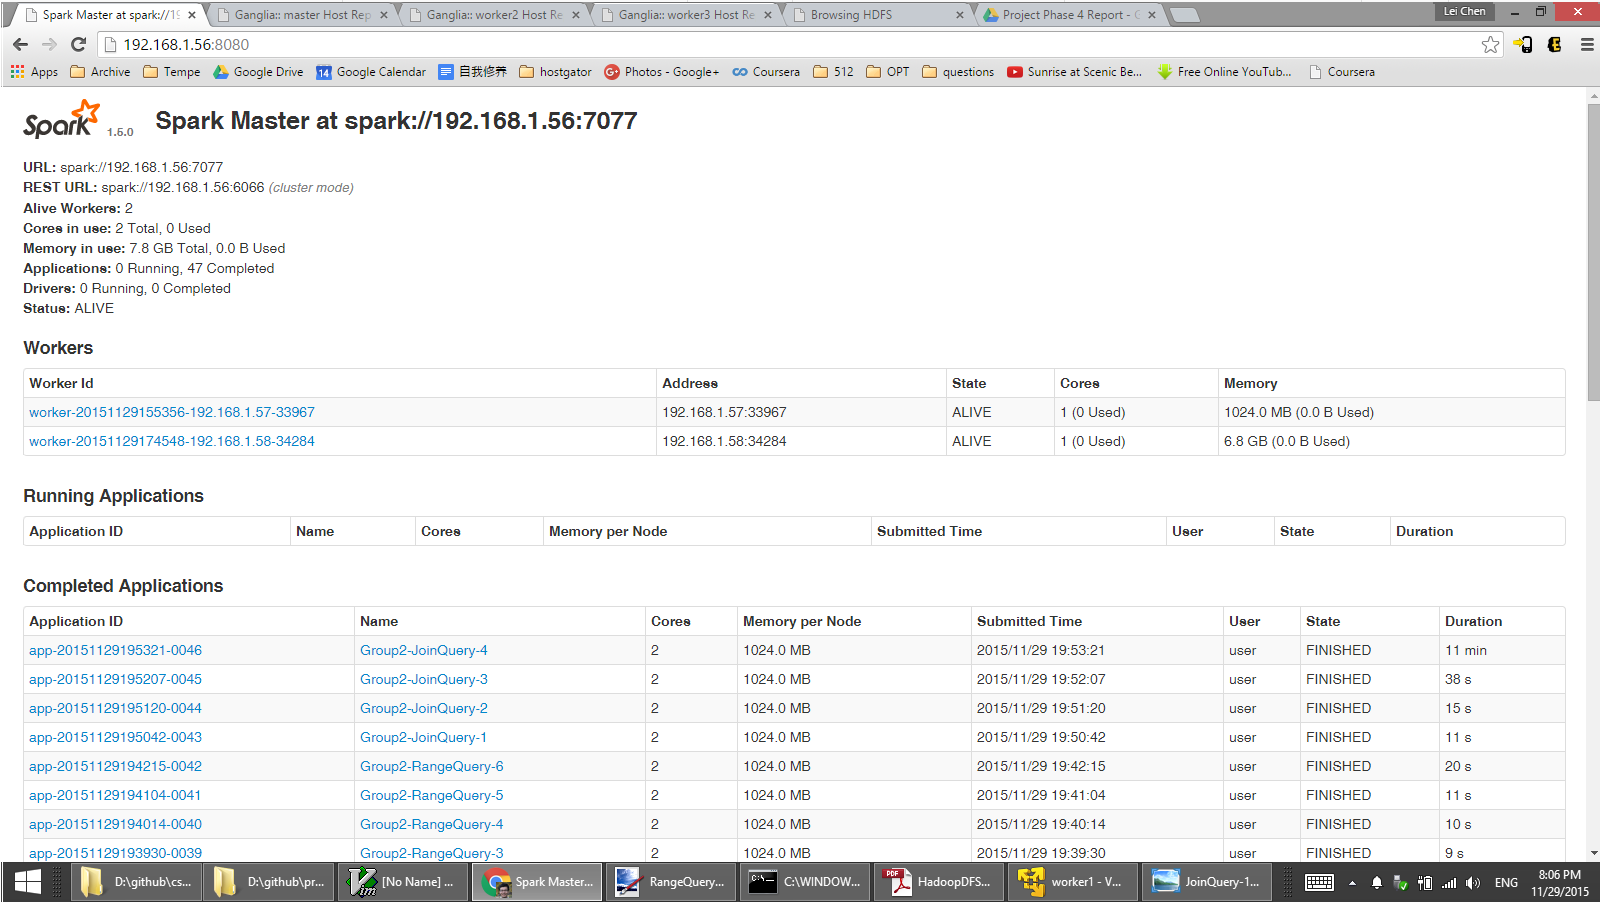 Spark Master at spark://19
Ganglia:: master Host Rep
Ganglia:: worker2 Host Re
Ganglia:: worker3 Host Re
Browsing HDFS
Project Phase 4 Report - G
Lei Chen
192.168.1.56:8080
Apps Archive Tempe Google Drive 14 Google Calendar 自我修养 hostgator Photos - Google+ Coursera 512 OPT questions Sunrise at Scenic Be... Free Online YouTub... Coursera
Spark 1.5.0 Spark Master at spark://192.168.1.56:7077
URL: spark://192.168.1.56:7077
REST URL: spark://192.168.1.56:6066 (cluster mode)
Alive Workers: 2
Cores in use: 2 Total, 0 Used
Memory in use: 7.8 GB Total, 0.0 B Used
Applications: 0 Running, 47 Completed
Drivers: 0 Running, 0 Completed
Status: ALIVE
Workers
Worker Id Address State Cores Memory
worker-20151129155356-192.168.1.57-33967 192.168.1.57:33967 ALIVE 1 (0 Used) 1024.0 MB (0.0 B Used)
worker-20151129174548-192.168.1.58-34284 192.168.1.58:34284 ALIVE 1 (0 Used) 6.8 GB (0.0 B Used)
Running Applications
Application ID Name Cores Memory per Node Submitted Time User State Duration
Completed Applications
Application ID Name Cores Memory per Node Submitted Time User State Duration
app-20151129195321-0046 Group2-JoinQuery-4 2 1024.0 MB 2015/11/29 19:53:21 user FINISHED 11 min
app-20151129195207-0045 Group2-JoinQuery-3 2 1024.0 MB 2015/11/29 19:52:07 user FINISHED 38 s
app-20151129195120-0044 Group2-JoinQuery-2 2 1024.0 MB 2015/11/29 19:51:20 user FINISHED 15 s
app-20151129195042-0043 Group2-JoinQuery-1 2 1024.0 MB 2015/11/29 19:50:42 user FINISHED 11 s
app-20151129194215-0042 Group2-RangeQuery-6 2 1024.0 MB 2015/11/29 19:42:15 user FINISHED 20 s
app-20151129194104-0041 Group2-RangeQuery-5 2 1024.0 MB 2015/11/29 19:41:04 user FINISHED 11 s
app-20151129194014-0040 Group2-RangeQuery-4 2 1024.0 MB 2015/11/29 19:40:14 user FINISHED 10 s
app-20151129193930-0039 Group2-RangeQuery-3 2 1024.0 MB 2015/11/29 19:39:30 user FINISHED 9 s
D:\github\cs... D:\github\pr... [No Name] ... Spark Master... RangeQuery... C:\WINDOW... HadoopDFS... worker1 - V... JoinQuery-1... ENG 8:06 PM
11/29/2015